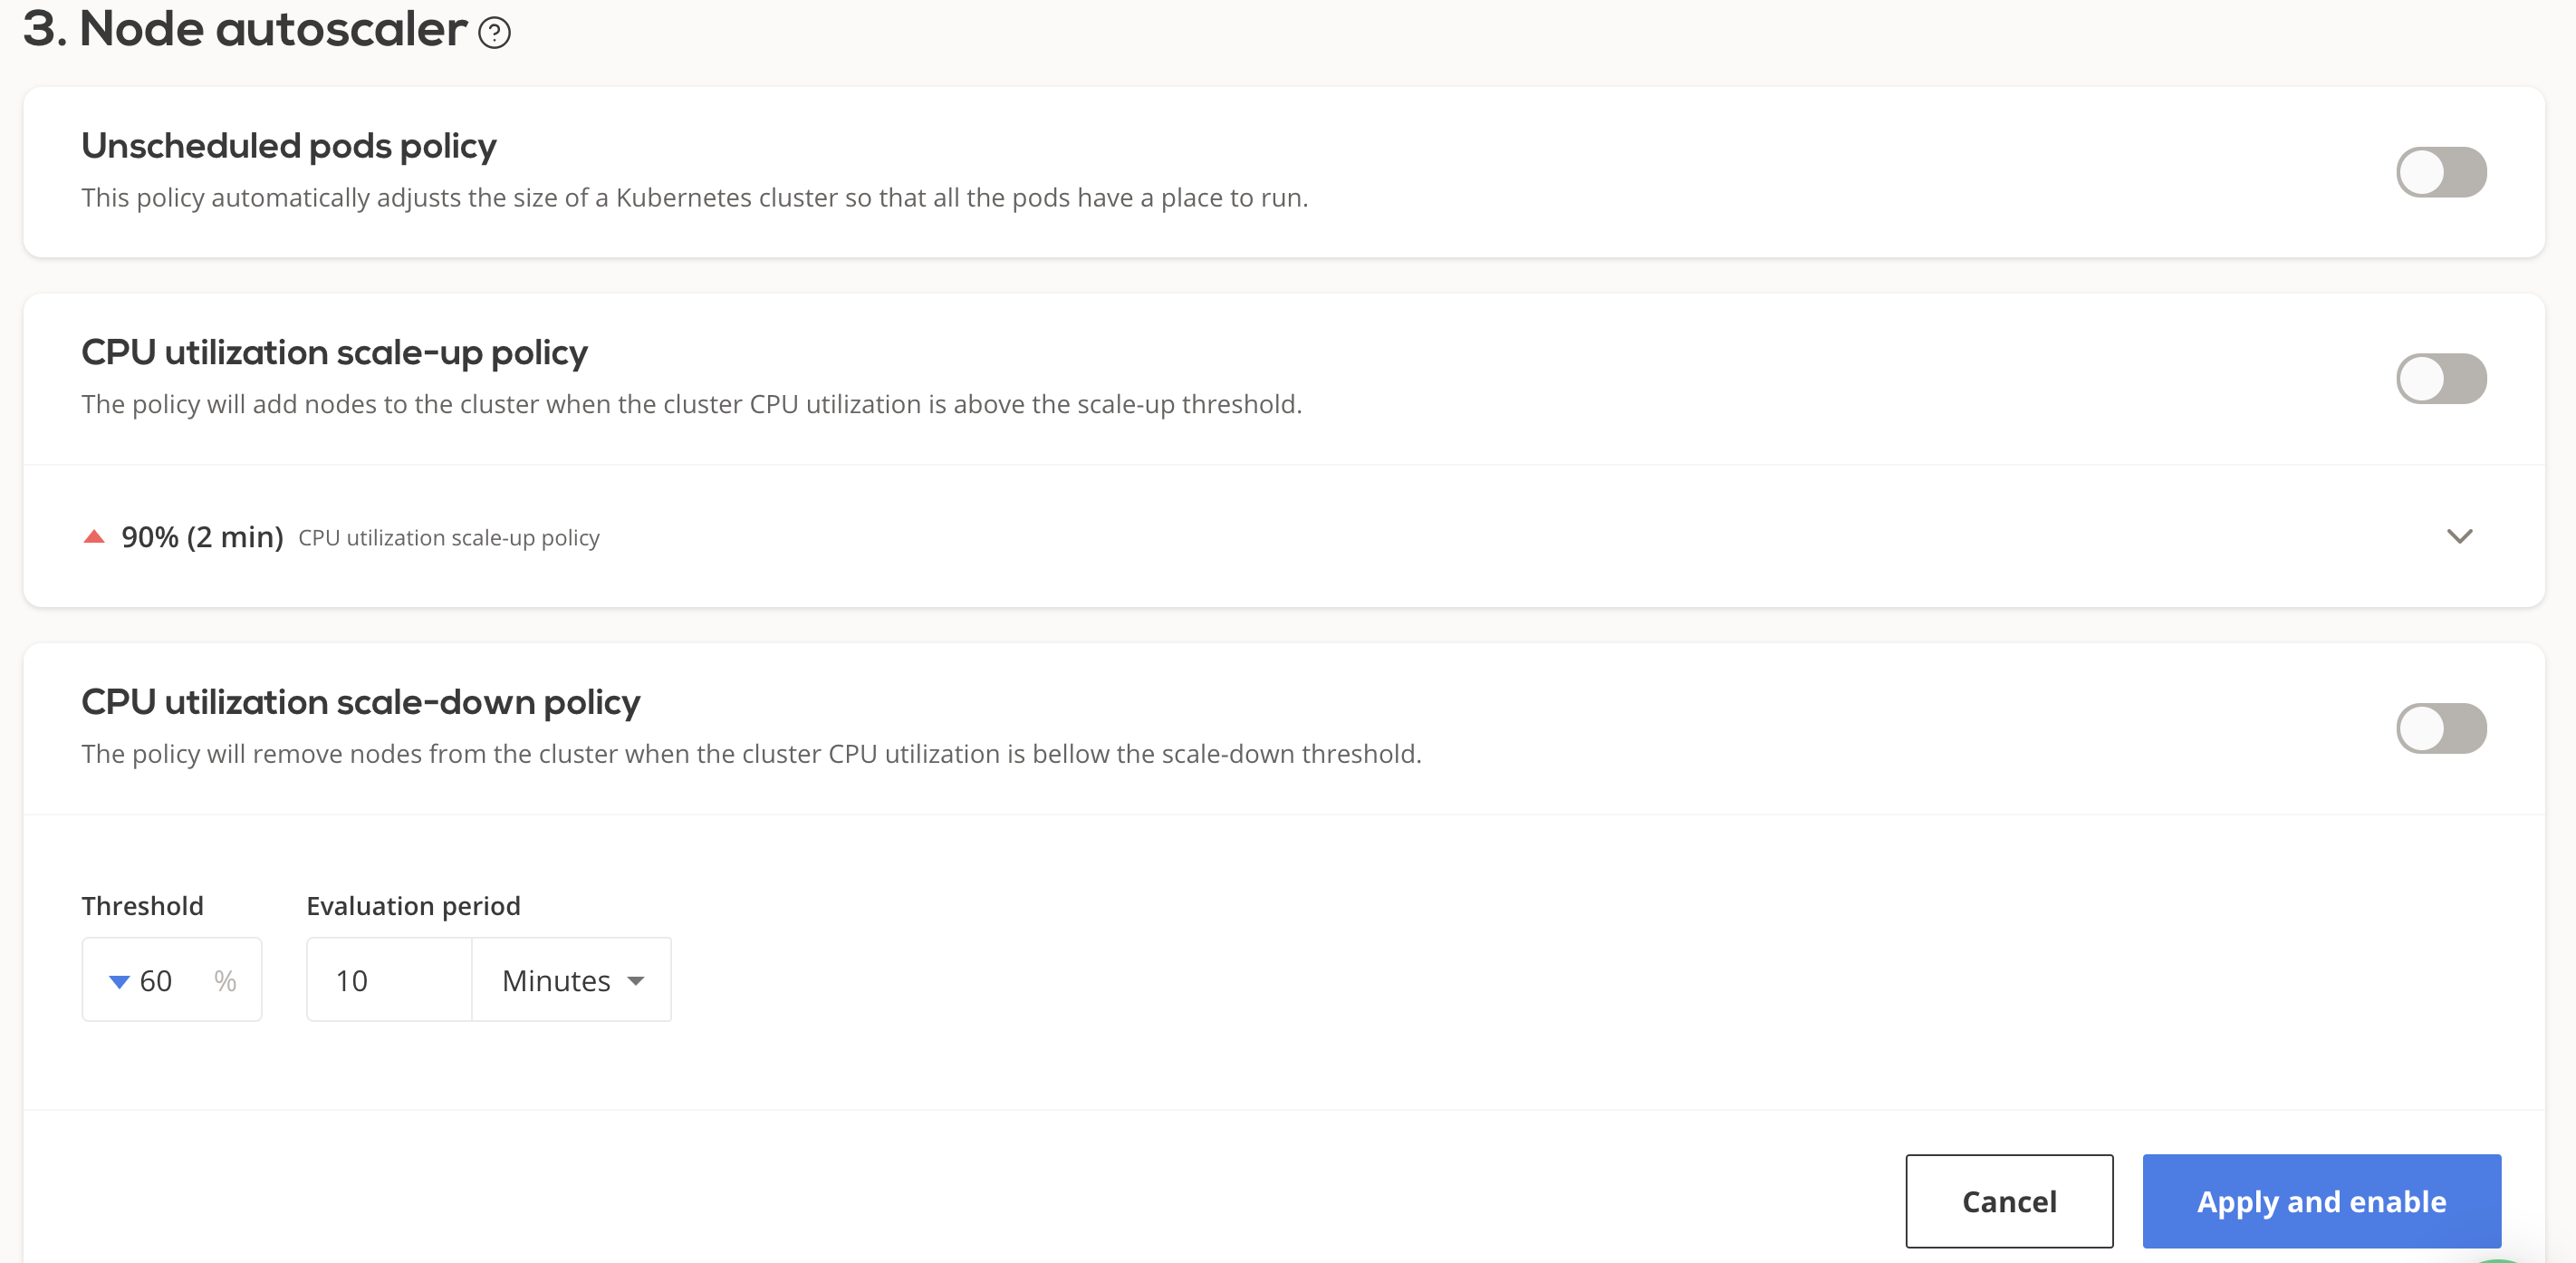 3. Node autoscaler ?
Unscheduled pods policy
This policy automatically adjusts the size of a Kubernetes cluster so that all the pods have a place to run.
CPU utilization scale-up policy
The policy will add nodes to the cluster when the cluster CPU utilization is above the scale-up threshold.
90% (2 min) CPU utilization scale-up policy
CPU utilization scale-down policy
The policy will remove nodes from the cluster when the cluster CPU utilization is bellow the scale-down threshold.
Threshold Evaluation period
60 % 10 Minutes
Cancel Apply and enable